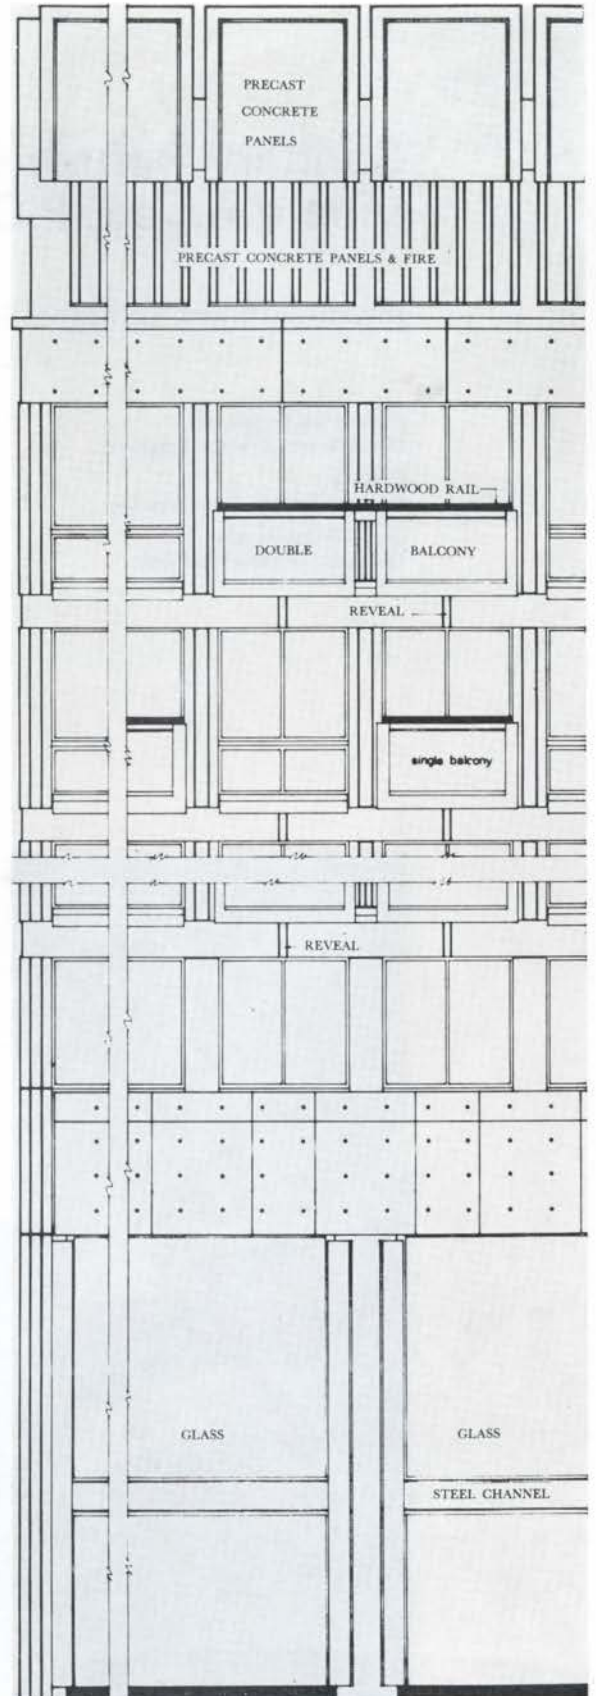 PRECAST
CONCRETE
PANELS
PRECAST CONCRETE PANELS & FIRE
HARDWOOD RAIL
DOUBLE
BALCONY
REVEAL
single balcony
REVEAL
GLASS
GLASS
STEEL CHANNEL